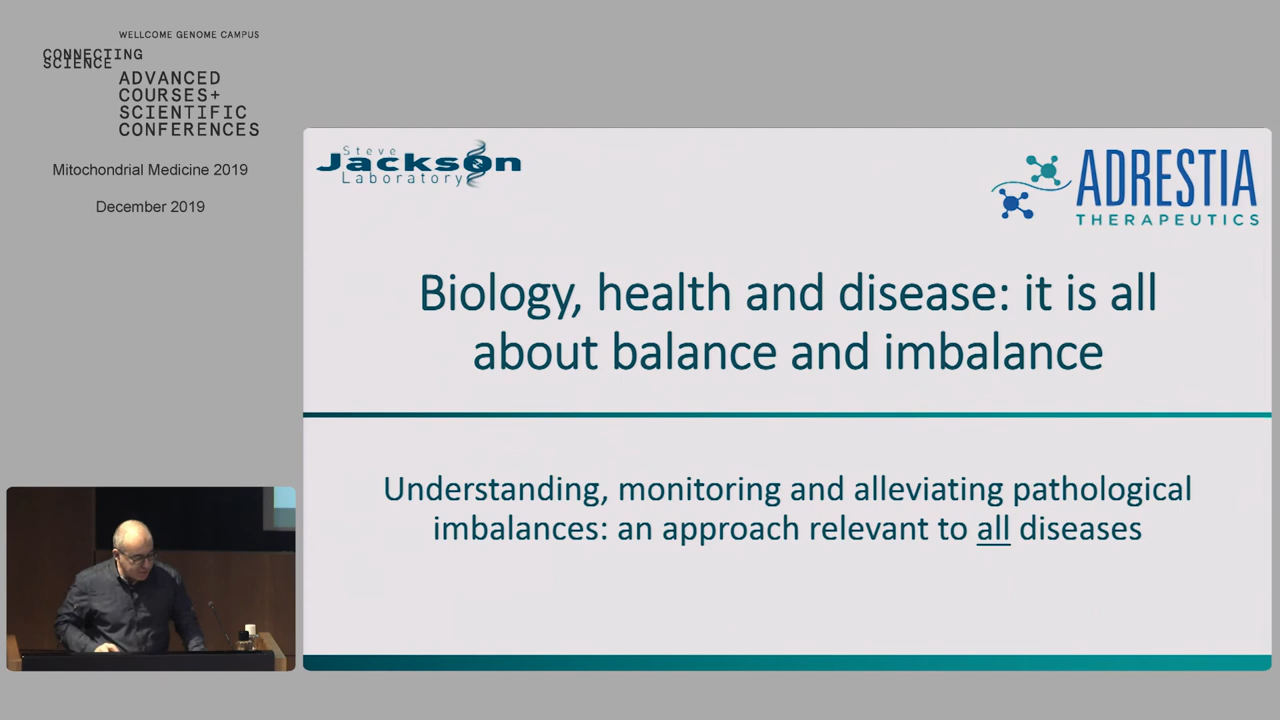 WELLCOME GENOME CAMPUS
CONNECTING
SCIENCE
ADVANCED
COURSES+
SCIENTIFIC
CONFERENCES
Mitochondrial Medicine 2019
December 2019
Steve
Jackson
Laboratory
ADRESTIA
THERAPEUTICS
Biology, health and disease: it is all
about balance and imbalance
Understanding, monitoring and alleviating pathological
imbalances: an approach relevant to all diseases